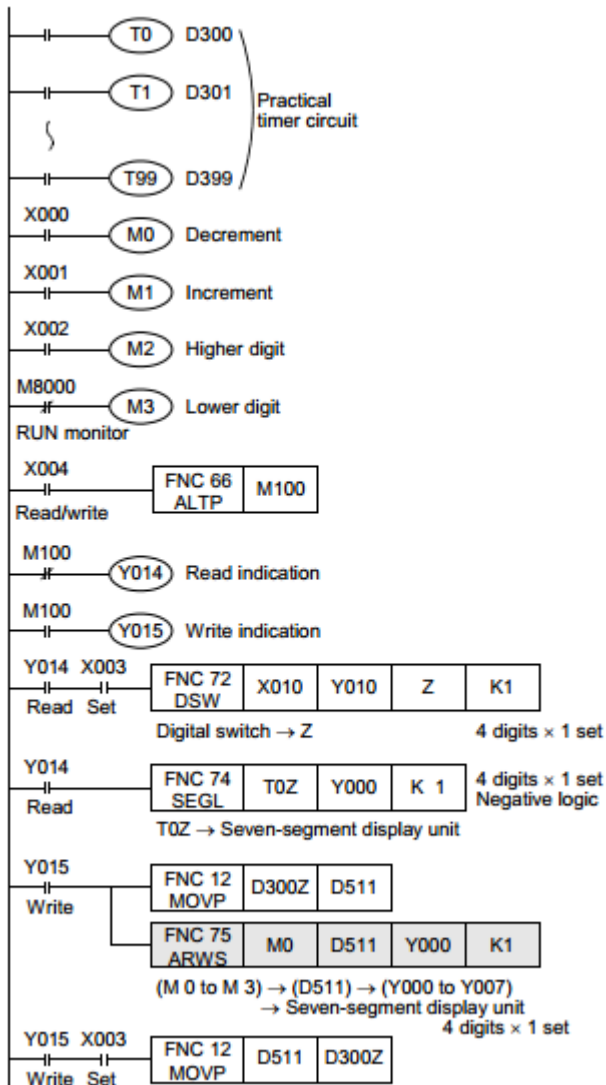 T0 D300
T1 D301
Practical
timer circuit
T99 D399
X000
M0 Decrement
X001
M1 Increment
X002
M2 Higher digit
M8000
M3 Lower digit
RUN monitor
X004
FNC 66
ALTP M100
Read/write
M100
Y014 Read indication
M100
Y015 Write indication
Y014 X003
FNC 72
DSW X010 Y010 Z K1
Read Set
Digital switch → Z 4 digits × 1 set
Y014
FNC 74
SEGL T0Z Y000 K 1
4 digits × 1 set
Negative logic
Read
T0Z → Seven-segment display unit
Y015
FNC 12
MOVP D300Z D511
Write
FNC 75
ARWS M0 D511 Y000 K1
(M 0 to M 3) → (D511) → (Y000 to Y007)
→ Seven-segment display unit
4 digits × 1 set
Y015 X003
FNC 12
MOVP D511 D300Z
Write Set